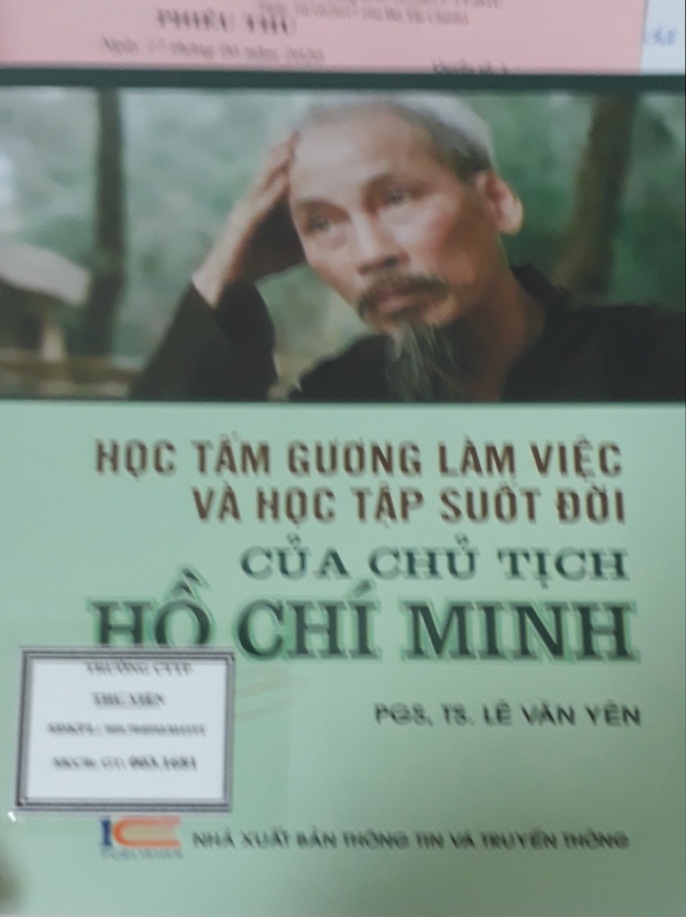 PHIẾU THU
HỌC TẤM GƯƠNG LÀM VIỆC
VÀ HỌC TẬP SUỐT ĐỜI
CỦA CHỦ TỊCH
HỒ CHÍ MINH
PGS, TS. LÊ VĂN YÊN
TRƯỜNG
THƯ VIỆN
NHÀ XUẤT BẢN THÔNG TIN VÀ TRUYỀN THÔNG